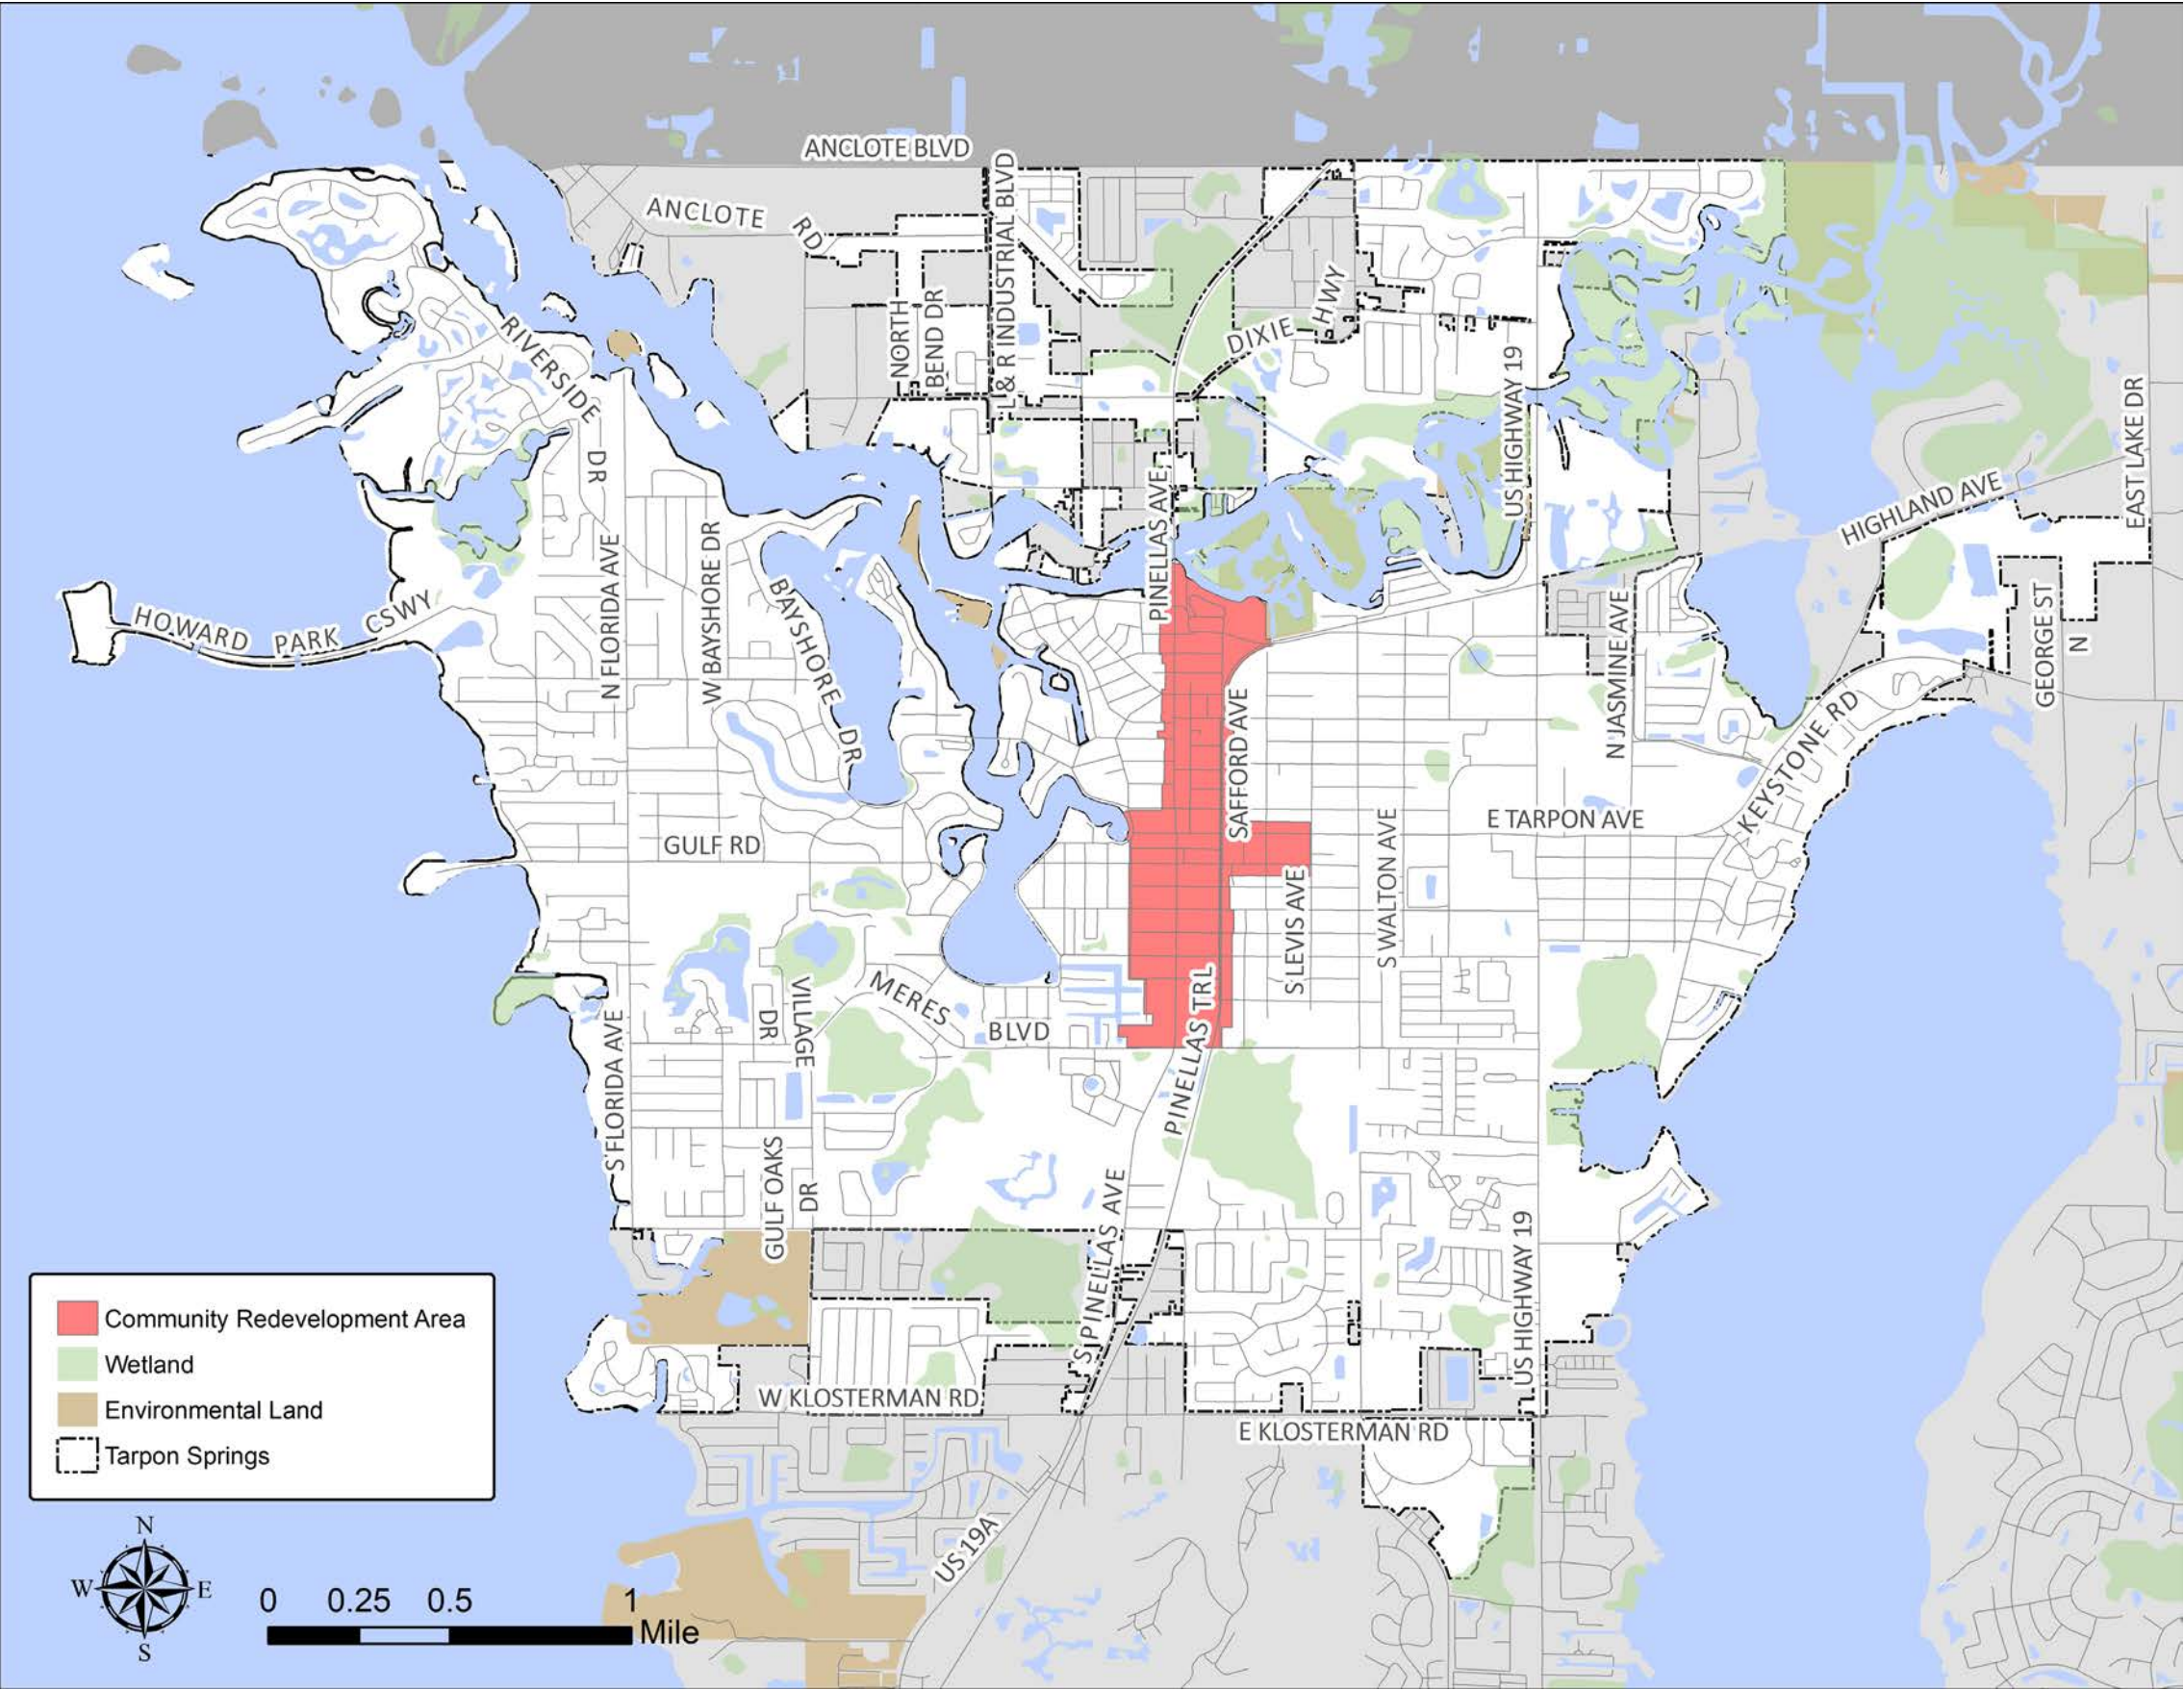 ANCLOTE BLVD
ANCLOTE
RD
L & R INDUSTRIAL BLVD
NORTH
BEND DR
DIXIE
HWY
RIVERSIDE
DR
US HIGHWAY 19
EAST LAKE DR
HIGHLAND AVE
PINELLAS AVE
N FLORIDA AVE
W BAYSHORE DR
BAYSHORE
DR
HOWARD
PARK
CSWY
N JASMINE AVE
GEORGE ST
N
SAFFORD AVE
KEYSTONE RD
GULF RD
E TARPON AVE
S LEVIS AVE
S WALTON AVE
MERES
BLVD
VILLAGE
DR
PINELLAS TRL
S FLORIDA AVE
GULF OAKS
DR
S PINELLAS AVE
US HIGHWAY 19
W KLOSTERMAN RD
E KLOSTERMAN RD
US 19A
Community Redevelopment Area
Wetland
Environmental Land
Tarpon Springs
N
W
E
S
0 0.25 0.5 1
Mile